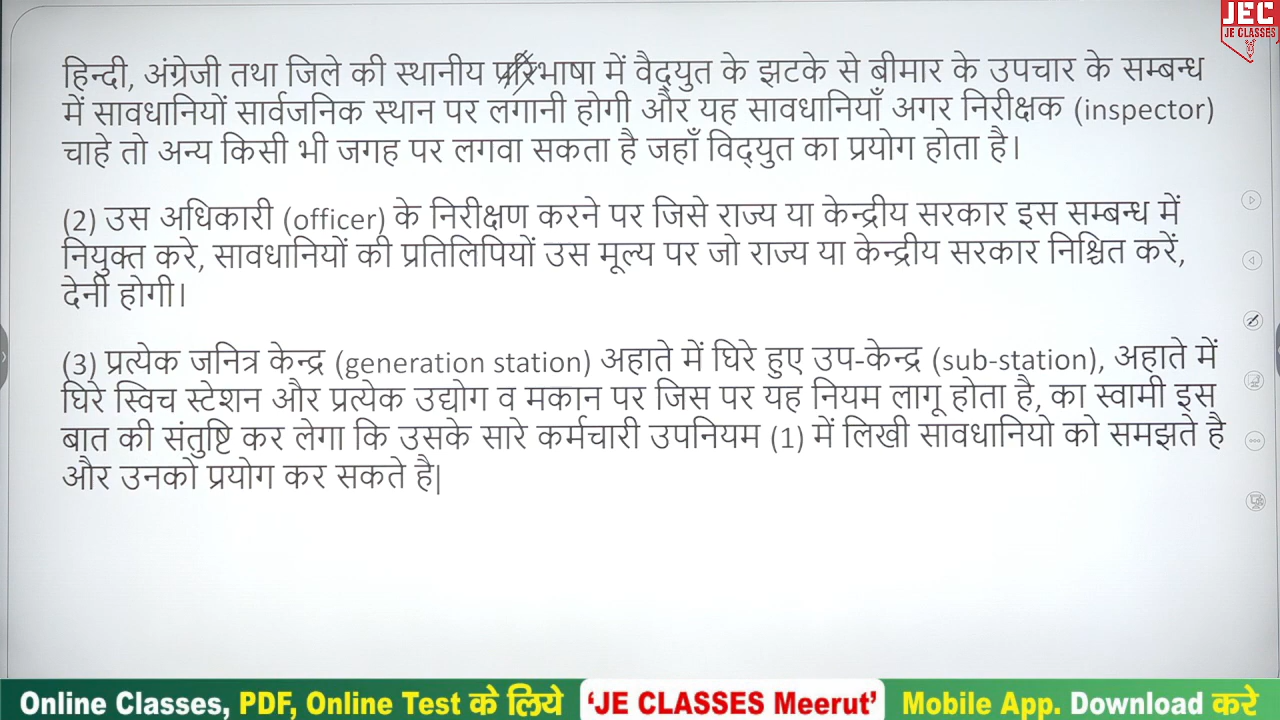 JEC
JE CLASSES
हिन्दी, अंग्रेजी तथा जिले की स्थानीय परिभाषा में वैद्युत के झटके से बीमार के उपचार के सम्बन्ध
में सावधानियों सार्वजनिक स्थान पर लगानी होगी और यह सावधानियाँ अगर निरीक्षक (inspector)
चाहे तो अन्य किसी भी जगह पर लगवा सकता है जहाँ विद्युत का प्रयोग होता है।
(2) उस अधिकारी (officer) के निरीक्षण करने पर जिसे राज्य या केन्द्रीय सरकार इस सम्बन्ध में
नियुक्त करे, सावधानियों की प्रतिलिपियों उस मूल्य पर जो राज्य या केन्द्रीय सरकार निश्चित करें,
देनी होगी।
(3) प्रत्येक जनित्र केन्द्र (generation station) अहाते में घिरे हुए उप-केन्द्र (sub-station), अहाते में
घिरे स्विच स्टेशन और प्रत्येक उद्योग व मकान पर जिस पर यह नियम लागू होता है, का स्वामी इस
बात की संतुष्टि कर लेगा कि उसके सारे कर्मचारी उपनियम (1) में लिखी सावधानियो को समझते है
और उनको प्रयोग कर सकते है|
Online Classes, PDF, Online Test के लिये 'JE CLASSES Meerut' Mobile App. Download करे